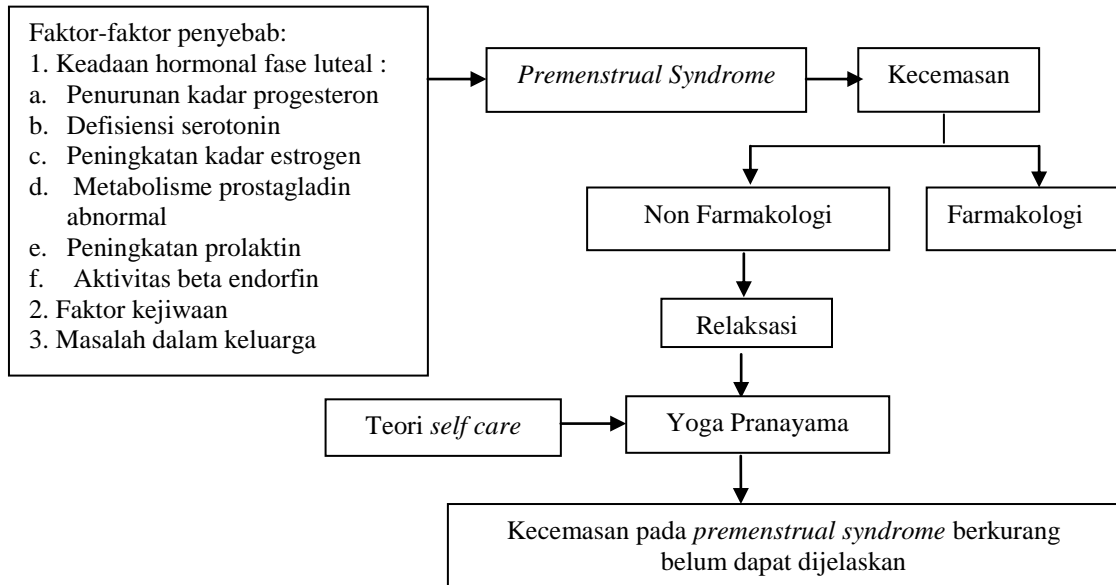 Faktor-faktor penyebab:
1. Keadaan hormonal fase luteal :
a. Penurunan kadar progesteron
b. Defisiensi serotonin
c. Peningkatan kadar estrogen
d. Metabolisme prostagladin
abnormal
e. Peningkatan prolaktin
f. Aktivitas beta endorfin
2. Faktor kejiwaan
3. Masalah dalam keluarga
Premenstrual Syndrome
Kecemasan
Non Farmakologi
Farmakologi
Relaksasi
Teori self care
Yoga Pranayama
Kecemasan pada premenstrual syndrome berkurang
belum dapat dijelaskan